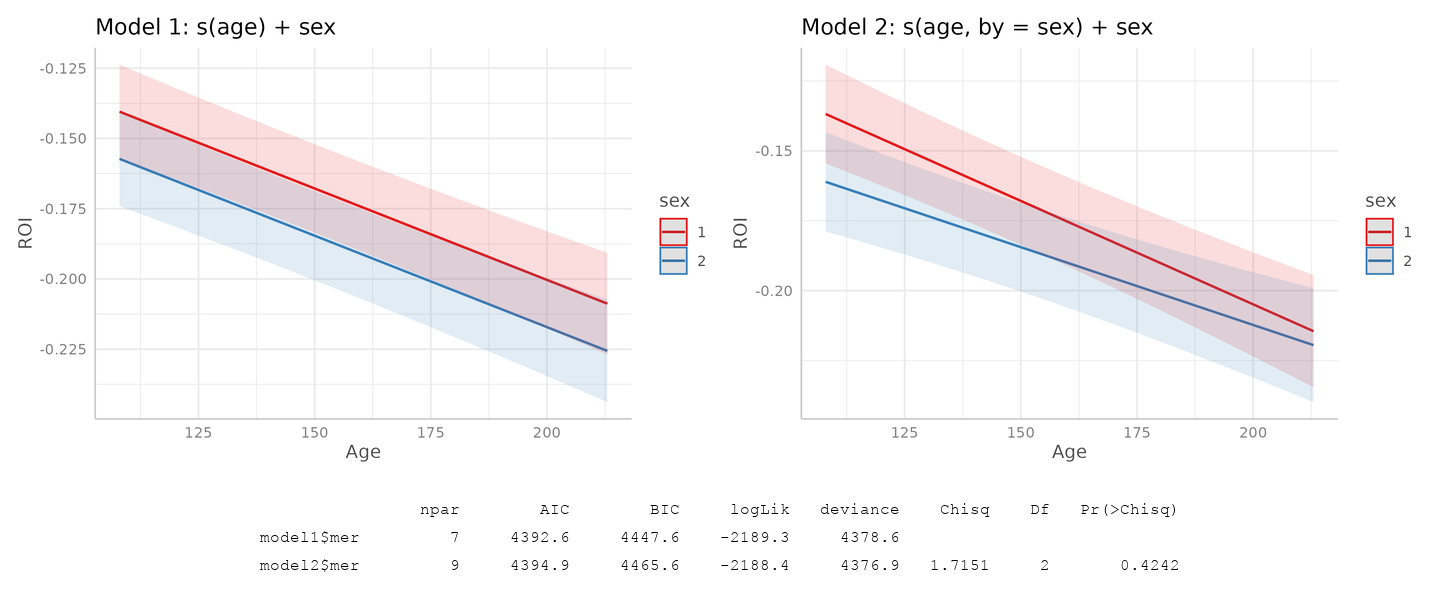 Model 1: s(age) + sex
-0.125
-0.150
-0.175
-0.200
-0.225
ROI
125 150 175 200
Age
sex
1
2
Model 2: s(age, by = sex) + sex
-0.15
-0.20
ROI
125 150 175 200
Age
sex
1
2
npar AIC BIC logLik deviance Chisq Df Pr(>Chisq)
model1$mer 7 4392.6 4447.6 -2189.3 4378.6
model2$mer 9 4394.9 4465.6 -2188.4 4376.9 1.7151 2 0.4242